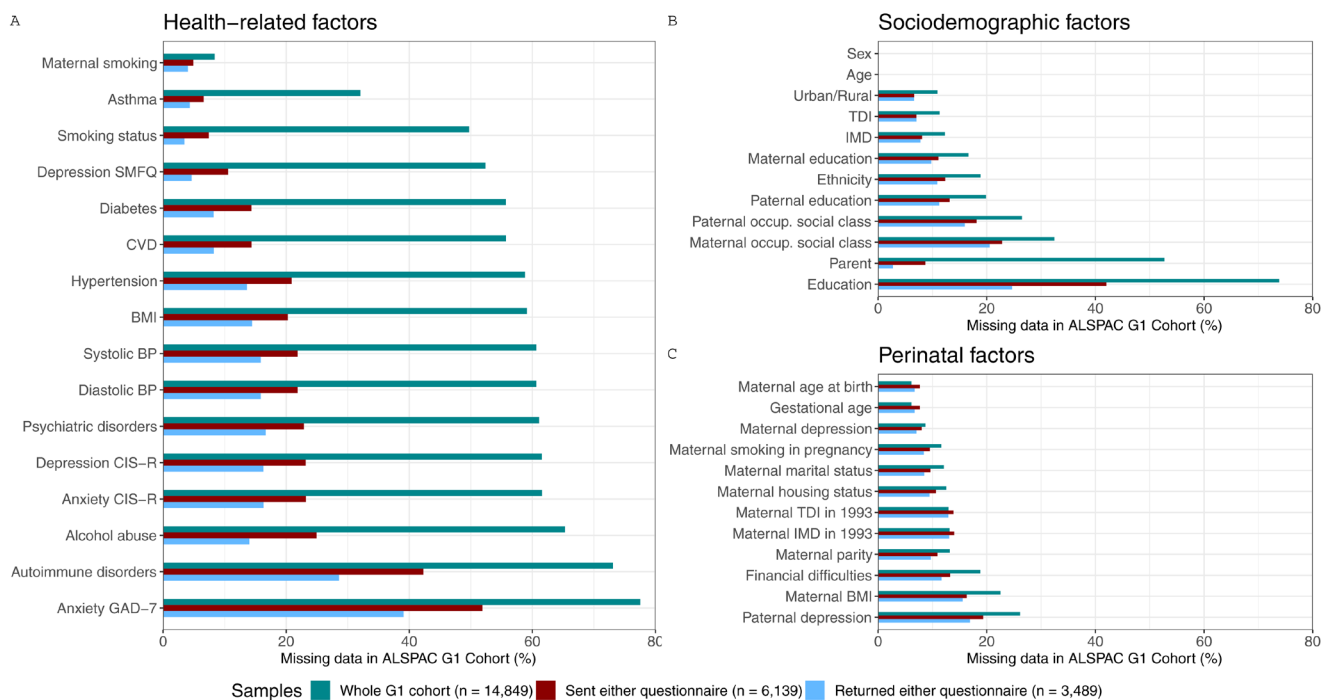 A
Health-related factors
Maternal smoking
Asthma
Smoking status
Depression SMFQ
Diabetes
CVD
Hypertension
BMI
Systolic BP
Diastolic BP
Psychiatric disorders
Depression CIS-R
Anxiety CIS-R
Alcohol abuse
Autoimmune disorders
Anxiety GAD-7
0 20 40 60 80
Missing data in ALSPAC G1 Cohort (%)
B
Sociodemographic factors
Sex
Age
Urban/Rural
TDI
IMD
Maternal education
Ethnicity
Paternal education
Paternal occup. social class
Maternal occup. social class
Parent
Education
0 20 40 60 80
Missing data in ALSPAC G1 Cohort (%)
C
Perinatal factors
Maternal age at birth
Gestational age
Maternal depression
Maternal smoking in pregnancy
Maternal marital status
Maternal housing status
Maternal TDI in 1993
Maternal IMD in 1993
Maternal parity
Financial difficulties
Maternal BMI
Paternal depression
0 20 40 60 80
Missing data in ALSPAC G1 Cohort (%)
Samples Whole G1 cohort (n = 14,849) Sent either questionnaire (n = 6,139) Returned either questionnaire (n = 3,489)